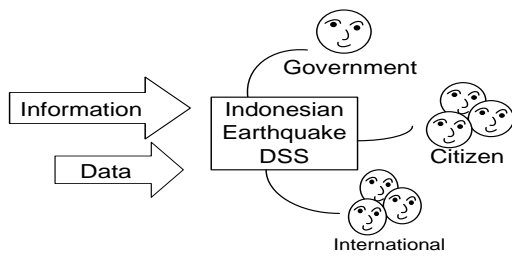 Government
Information
Indonesian
Earthquake
DSS
Data
Citizen
International